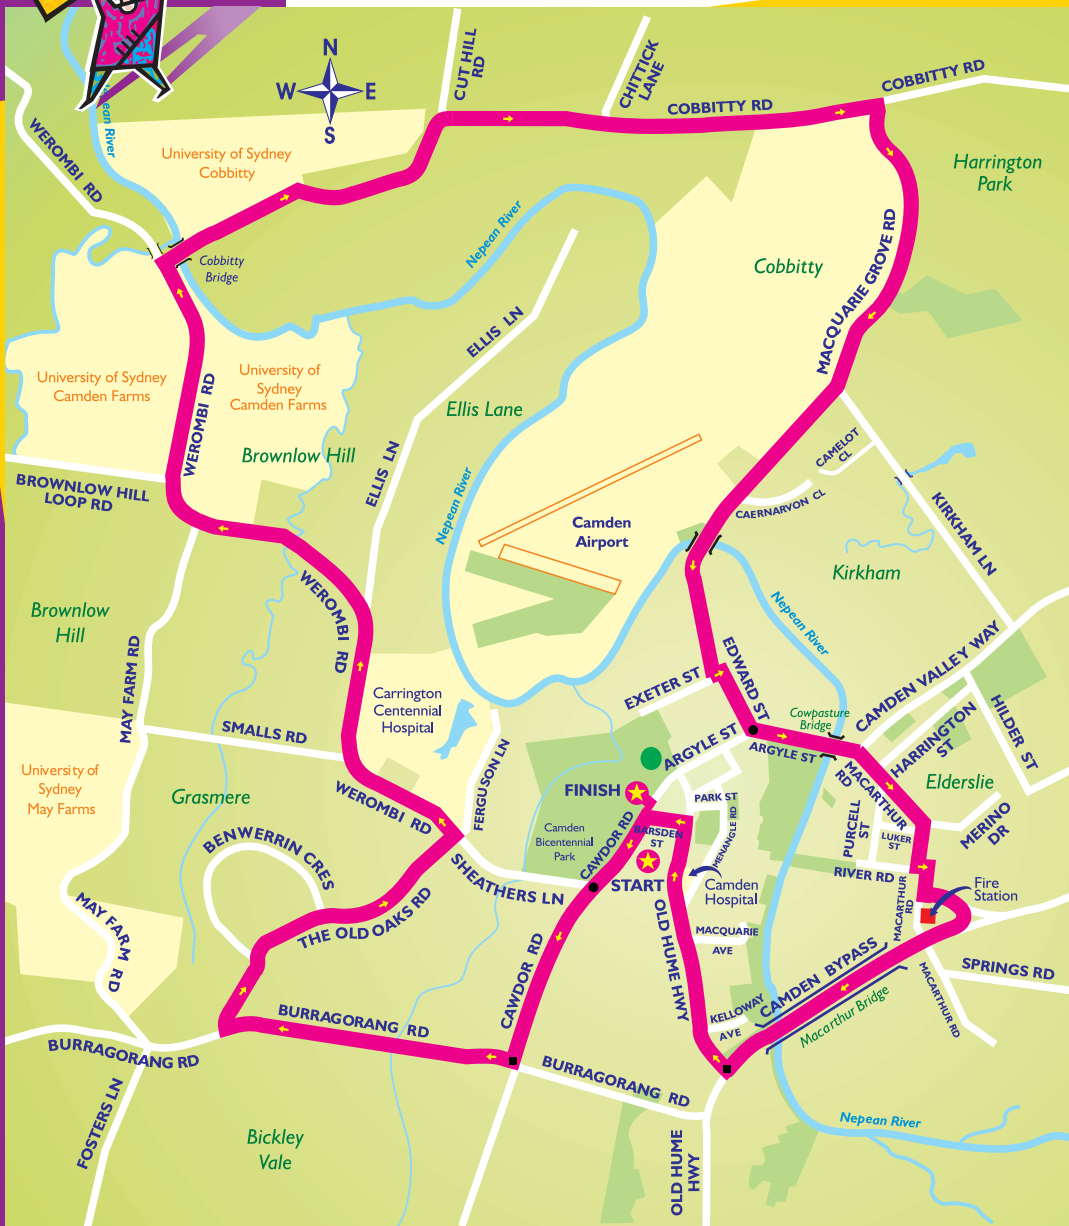 N
W
E
S
CUT HILL
RD
CHITTICK
LANE
COBBITTY RD
COBBITTY RD
WEROMBI RD
Nepean River
University of Sydney
Cobbitty
Harrington
Park
Nepean River
Cobbitty
Bridge
Cobbitty
MACQUARIE GROVE RD
ELLIS LN
University of Sydney
Camden Farms
University of
Sydney
Camden Farms
WEROMBI RD
Ellis Lane
Brownlow Hill
ELLIS LN
CAMELOT
CL
BROWNLOW HILL
LOOP RD
Nepean River
CAERNARVON CL
KIRKHAM LN
Camden
Airport
Kirkham
WEROMBI RD
Brownlow
Hill
Nepean River
MAY FARM RD
EDWARD ST
CAMDEN VALLEY WAY
EXETER ST
Carrington
Centennial
Hospital
SMALLS RD
Cowpasture
Bridge
HARRINGTON
ST
HILDER ST
ARGYLE ST
ARGYLE ST
FERGUSON LN
University of
Sydney
May Farms
Grasmere
Elderslie
FINISH
PARK ST
MACARTHUR
RD
WEROMBI RD
MENANGLE RD
PURCELL
ST
LUKER
ST
MERINO
DR
BENWERRIN CRES
Camden
Bicentennial
Park
CAWDOR RD
BARSDEN
ST
SHEATHERS LN
START
Camden
Hospital
RIVER RD
Fire
Station
MACARTHUR
RD
THE OLD OAKS RD
MAY FARM RD
OLD HUME HWY
MACQUARIE
AVE
CAWDOR RD
CAMDEN BYPASS
SPRINGS RD
MACARTHUR RD
KELLOWAY
AVE
Macarthur Bridge
BURRAGORANG RD
BURRAGORANG RD
BURRAGORANG RD
FOSTERS LN
Nepean River
Bickley
Vale
OLD HUME
HWY